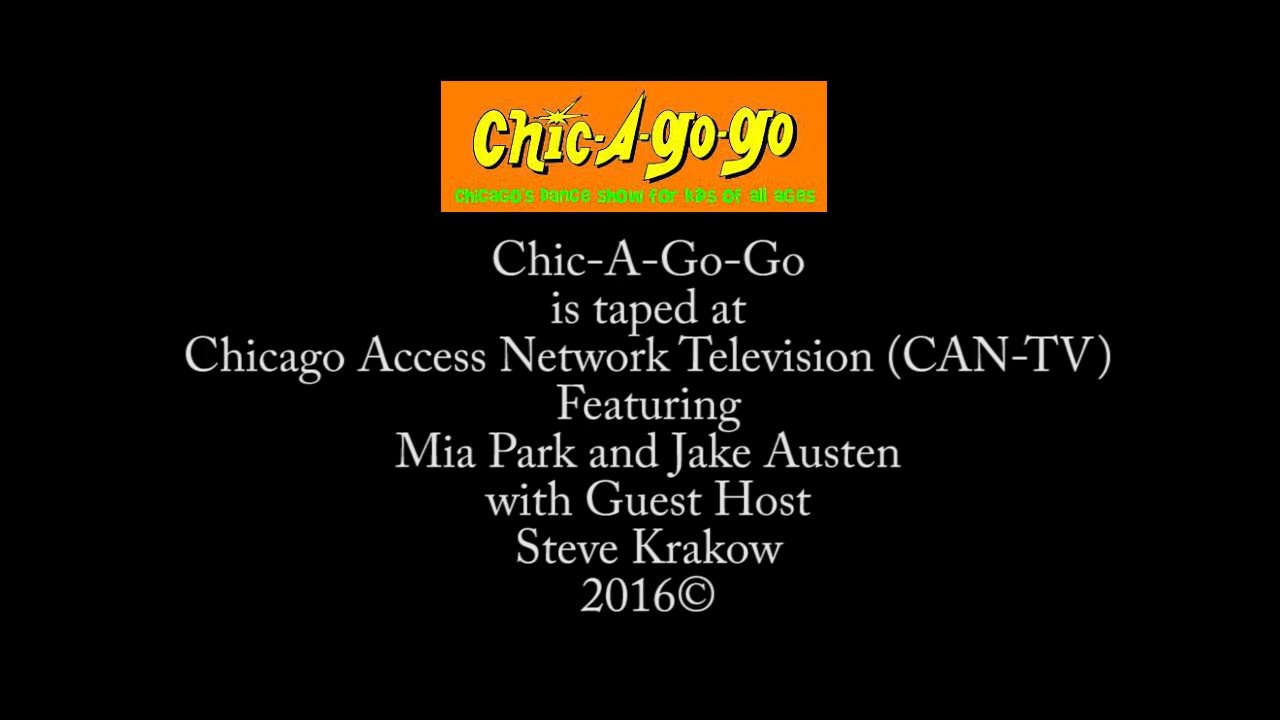 Chic-A-go-go
Chicago's Dance Show for Kids of all ages
Chic-A-Go-Go
is taped at
Chicago Access Network Television (CAN-TV)
Featuring
Mia Park and Jake Austen
with Guest Host
Steve Krakow
2016©